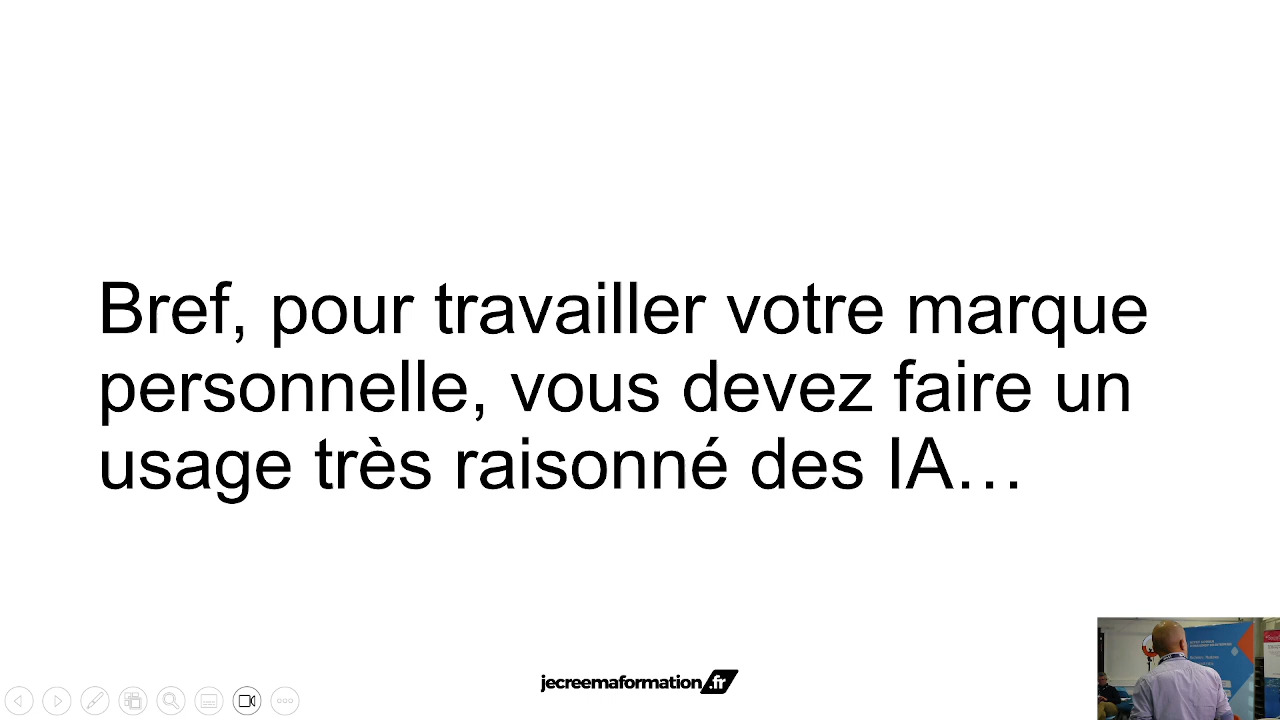 Bref, pour travailler votre marque
personnelle, vous devez faire un
usage très raisonné des IA…
jecreemaformation.fr